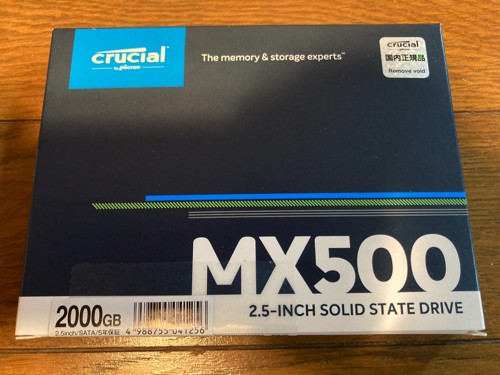 crucial
by Micron
The memory & storage experts™
crucial
国内正規品
Remove void
MX500
2.5-INCH SOLID STATE DRIVE
2000GB
2.5inch/SATA/5年保証
4 988755 041256